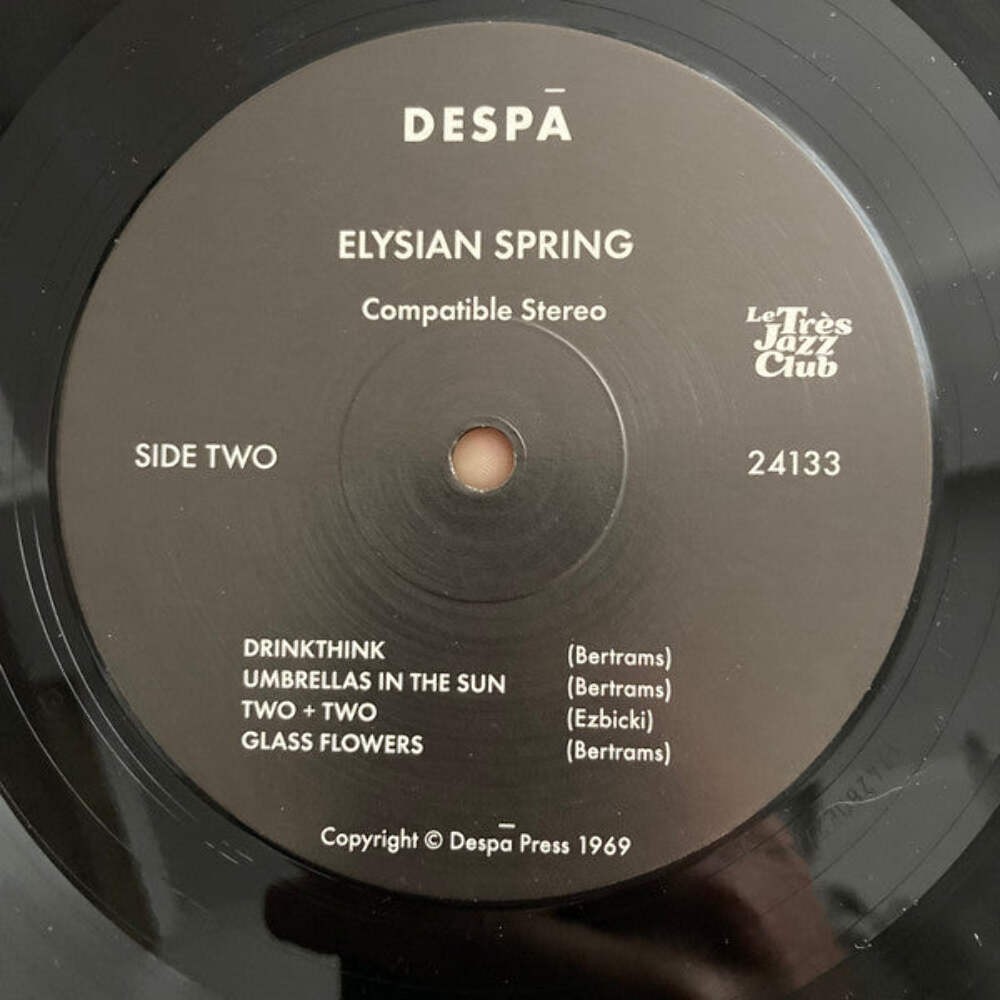 DESPĀ
ELYSIAN SPRING
Compatible Stereo
Le Très
Jazz
Club
SIDE TWO
24133
DRINKTHINK (Bertrams)
UMBRELLAS IN THE SUN (Bertrams)
TWO + TWO (Ezbicki)
GLASS FLOWERS (Bertrams)
Copyright © Despā Press 1969